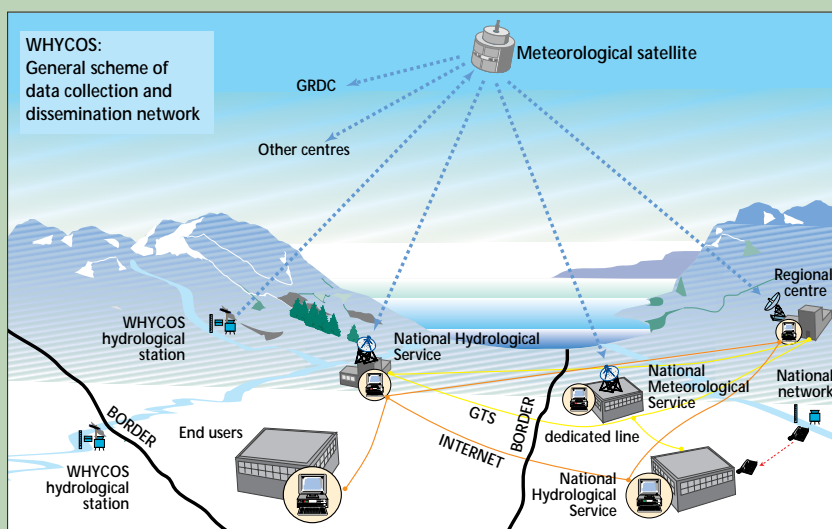 WHYCOS:
General scheme of
data collection and
dissemination network
Meteorological satellite
GRDC
Other centres
Regional
centre
WHYCOS
hydrological
station
National Hydrological
Service
National
Meteorological
Service
National
network
GTS
dedicated line
BORDER
BORDER
End users
INTERNET
WHYCOS
hydrological
station
National
Hydrological
Service